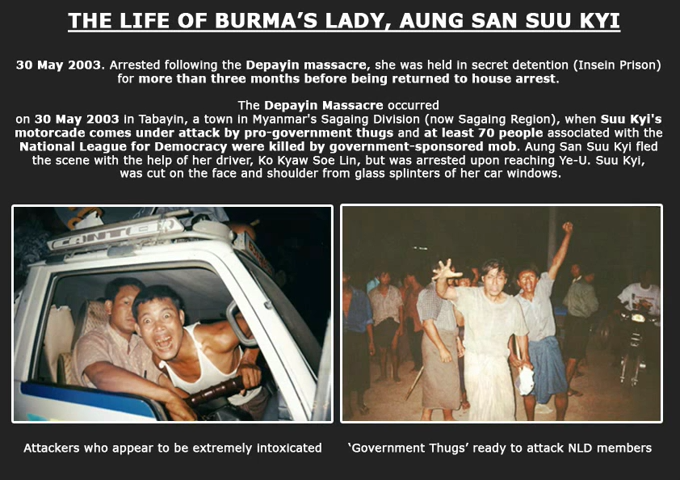 THE LIFE OF BURMA’S LADY, AUNG SAN SUU KYI
30 May 2003. Arrested following the Depayin massacre, she was held in secret detention (Insein Prison)
for more than three months before being returned to house arrest.
The Depayin Massacre occurred
on 30 May 2003 in Tabayin, a town in Myanmar's Sagaing Division (now Sagaing Region), when Suu Kyi's
motorcade comes under attack by pro-government thugs and at least 70 people associated with the
National League for Democracy were killed by government-sponsored mob. Aung San Suu Kyi fled
the scene with the help of her driver, Ko Kyaw Soe Lin, but was arrested upon reaching Ye-U. Suu Kyi,
was cut on the face and shoulder from glass splinters of her car windows.
CANTER
Attackers who appear to be extremely intoxicated
‘Government Thugs’ ready to attack NLD members